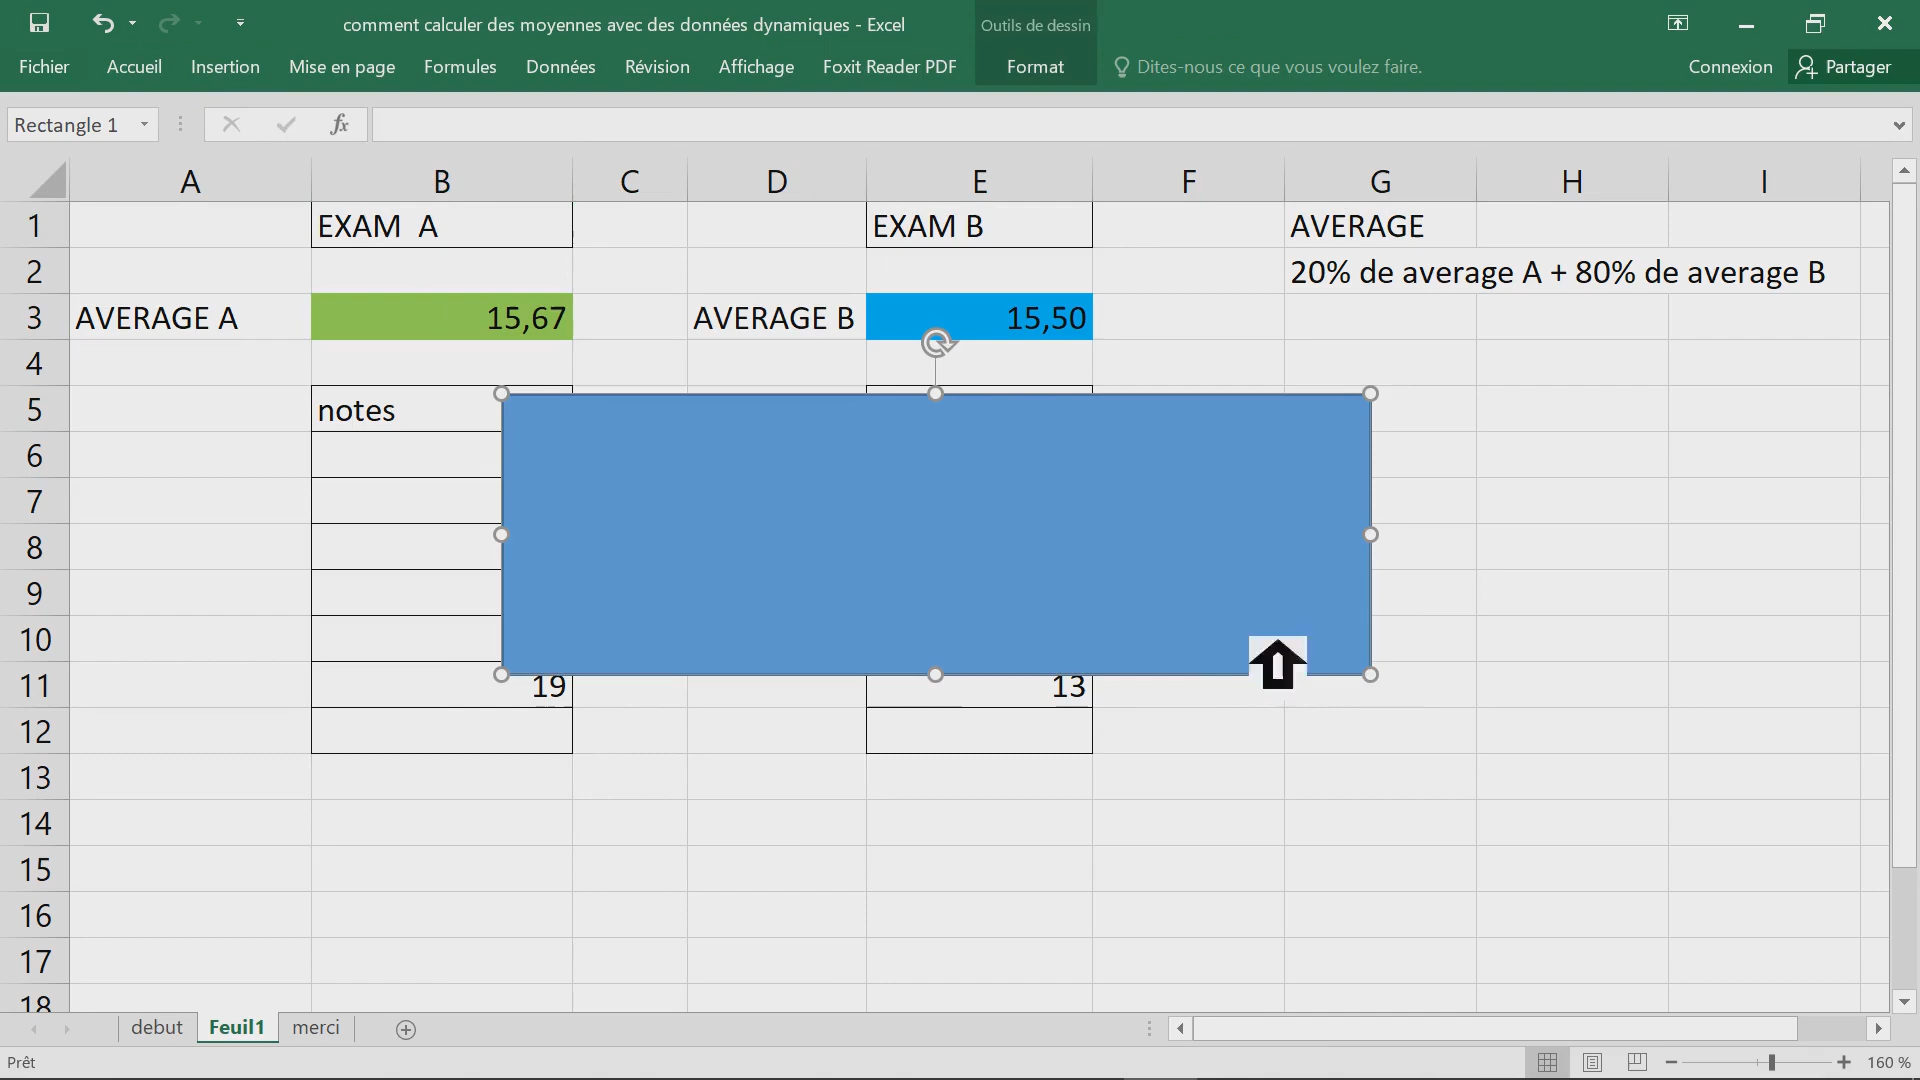 comment calculer des moyennes avec des données dynamiques - Excel
Outils de dessin
Fichier Accueil Insertion Mise en page Formules Données Révision Affichage Foxit Reader PDF Format Dites-nous ce que vous voulez faire. Connexion Partager
Rectangle 1 fx
A B C D E F G H I
1 EXAM A EXAM B AVERAGE
2 20% de average A + 80% de average B
3 AVERAGE A 15,67 AVERAGE B 15,50
4
5 notes
6
7
8
9
10
11 19 13
12
13
14
15
16
17
18
debut Feuil1 merci
Prêt 160 %